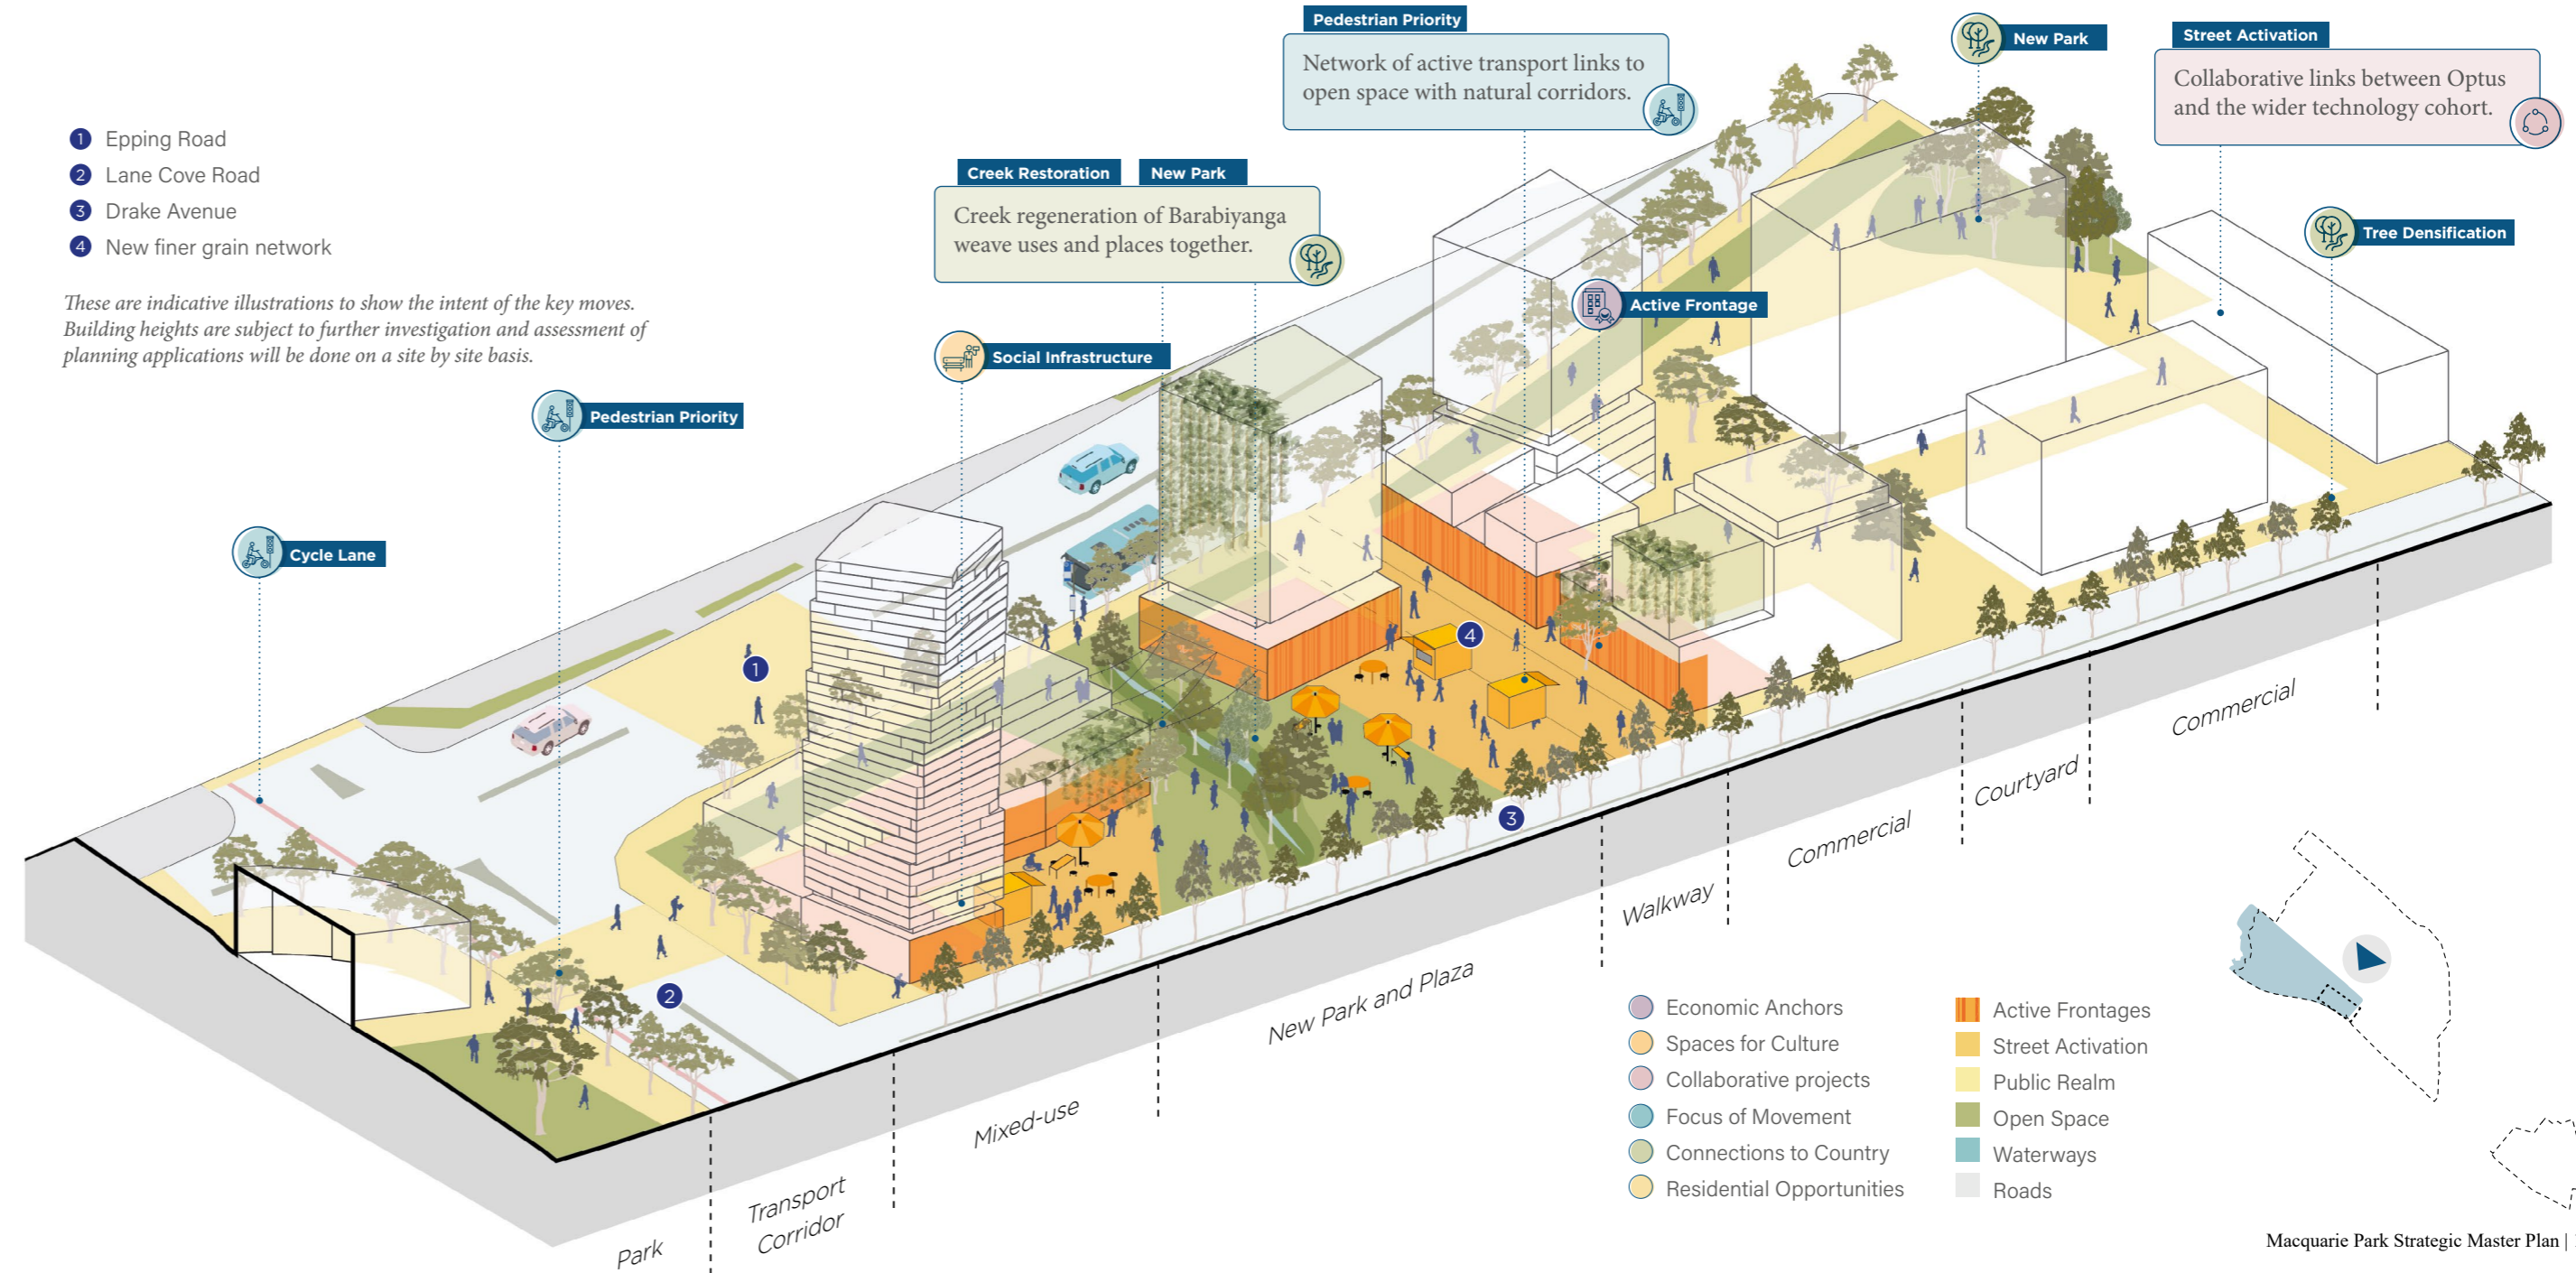 1 Epping Road
2 Lane Cove Road
3 Drake Avenue
4 New finer grain network
These are indicative illustrations to show the intent of the key moves.
Building heights are subject to further investigation and assessment of
planning applications will be done on a site by site basis.
Pedestrian Priority
Network of active transport links to
open space with natural corridors.
New Park
Street Activation
Collaborative links between Optus
and the wider technology cohort.
Creek Restoration
New Park
Creek regeneration of Barabiyanga
weave uses and places together.
Tree Densification
Active Frontage
Social Infrastructure
Pedestrian Priority
Cycle Lane
1
2
3
4
Park
Transport
Corridor
Mixed-use
New Park and Plaza
Walkway
Commercial
Courtyard
Commercial
Economic Anchors
Spaces for Culture
Collaborative projects
Focus of Movement
Connections to Country
Residential Opportunities
Active Frontages
Street Activation
Public Realm
Open Space
Waterways
Roads
Macquarie Park Strategic Master Plan |